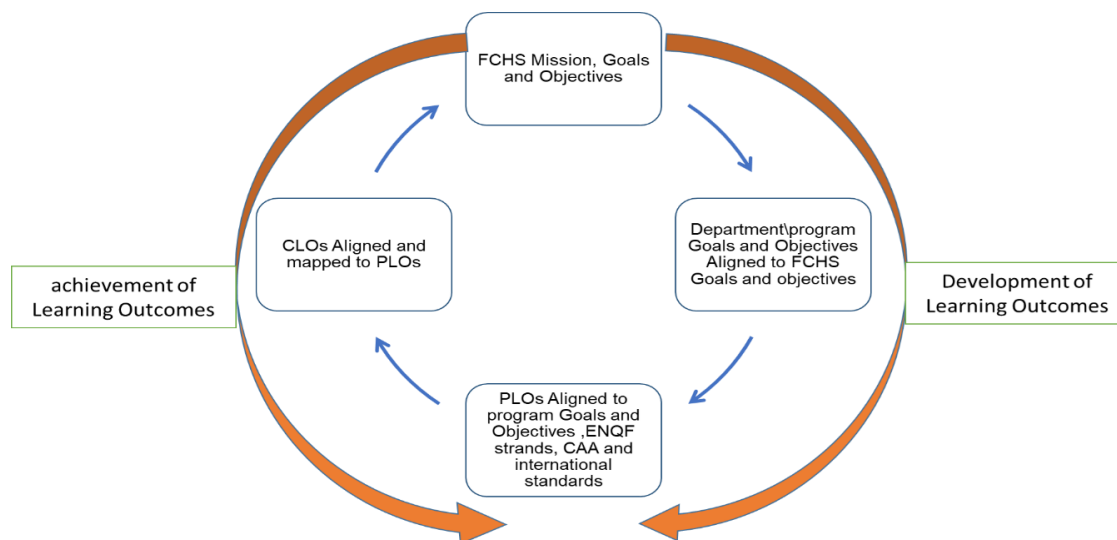 FCHS Mission, Goals
and Objectives
CLOs Aligned and
mapped to PLOs
Department\program
Goals and Objectives
Aligned to FCHS
Goals and objectives
achievement of
Learning Outcomes
Development of
Learning Outcomes
PLOs Aligned to
program Goals and
Objectives ,ENQF
strands, CAA and
international
standards